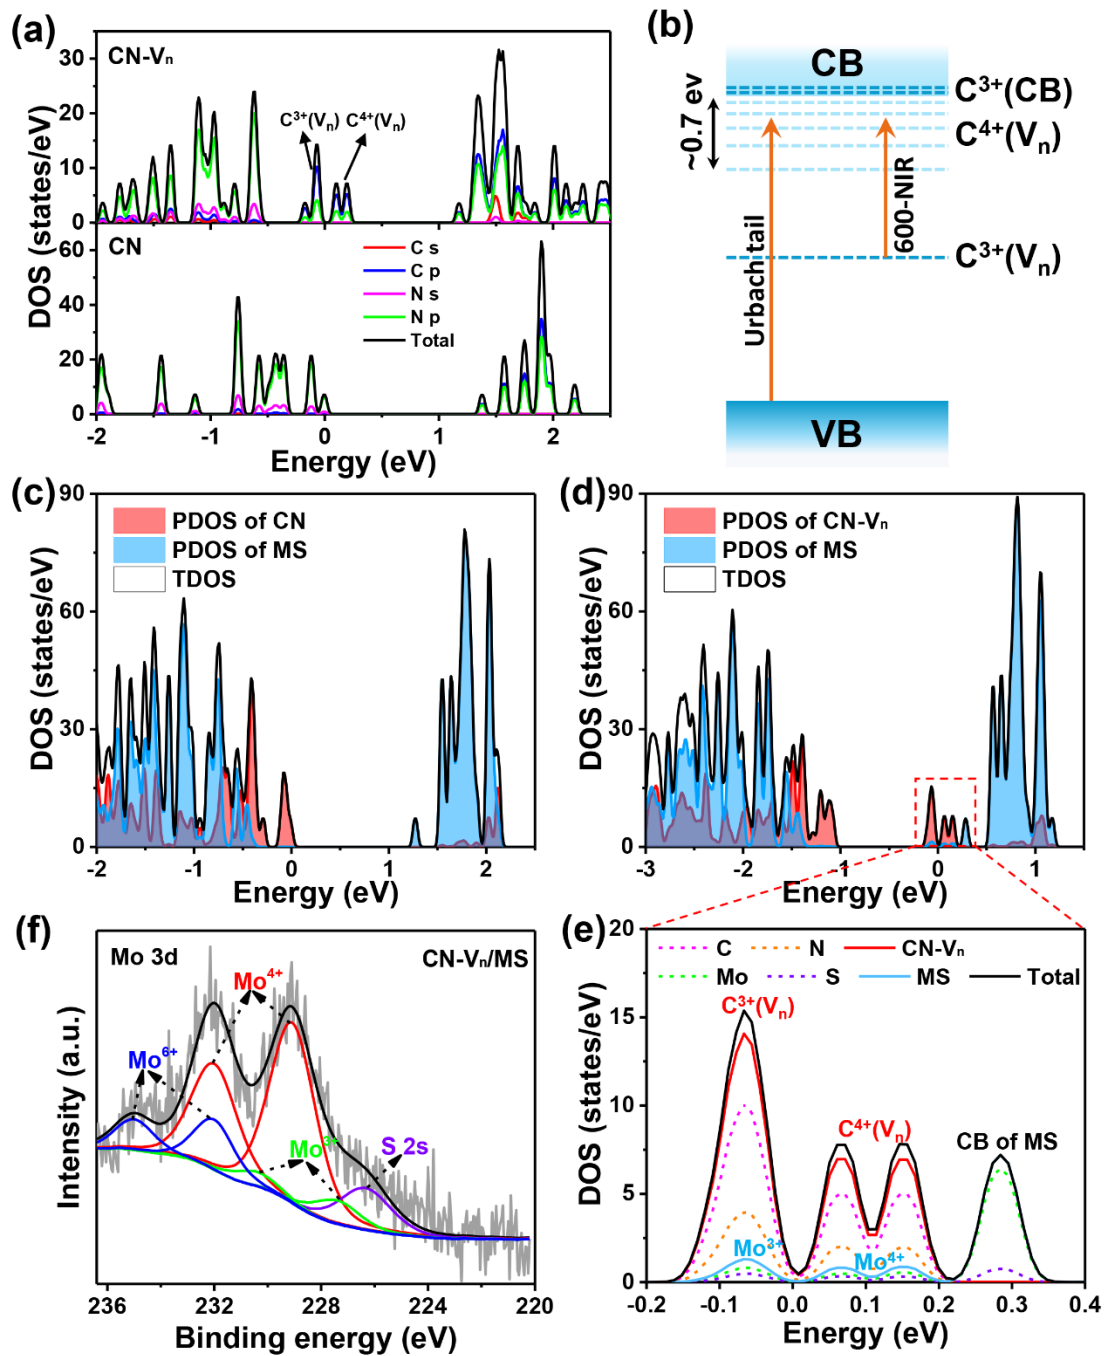 (a)
CN-Vn
C3+(Vn) C4+(Vn)
30
20
10
0
CN
C s
C p
N s
N p
Total
60
40
20
0
DOS (states/eV)
-2 -1 0 1 2
Energy (eV)
(b)
CB
C3+(CB)
~0.7 ev
C4+(Vn)
Urbach tail
600-NIR
C3+(Vn)
VB
(c)
PDOS of CN
PDOS of MS
TDOS
90
60
30
0
DOS (states/eV)
-2 -1 0 1 2
Energy (eV)
(d)
PDOS of CN-Vn
PDOS of MS
TDOS
90
60
30
0
DOS (states/eV)
-3 -2 -1 0 1
Energy (eV)
(f)
Mo 3d
CN-Vn/MS
Mo4+
Mo6+
Mo3+
S 2s
Intensity (a.u.)
236 232 228 224 220
Binding energy (eV)
(e)
C N CN-Vn
Mo S MS Total
C3+(Vn)
C4+(Vn)
CB of MS
Mo3+
Mo4+
20
15
10
5
0
DOS (states/eV)
-0.2 -0.1 0.0 0.1 0.2 0.3 0.4
Energy (eV)